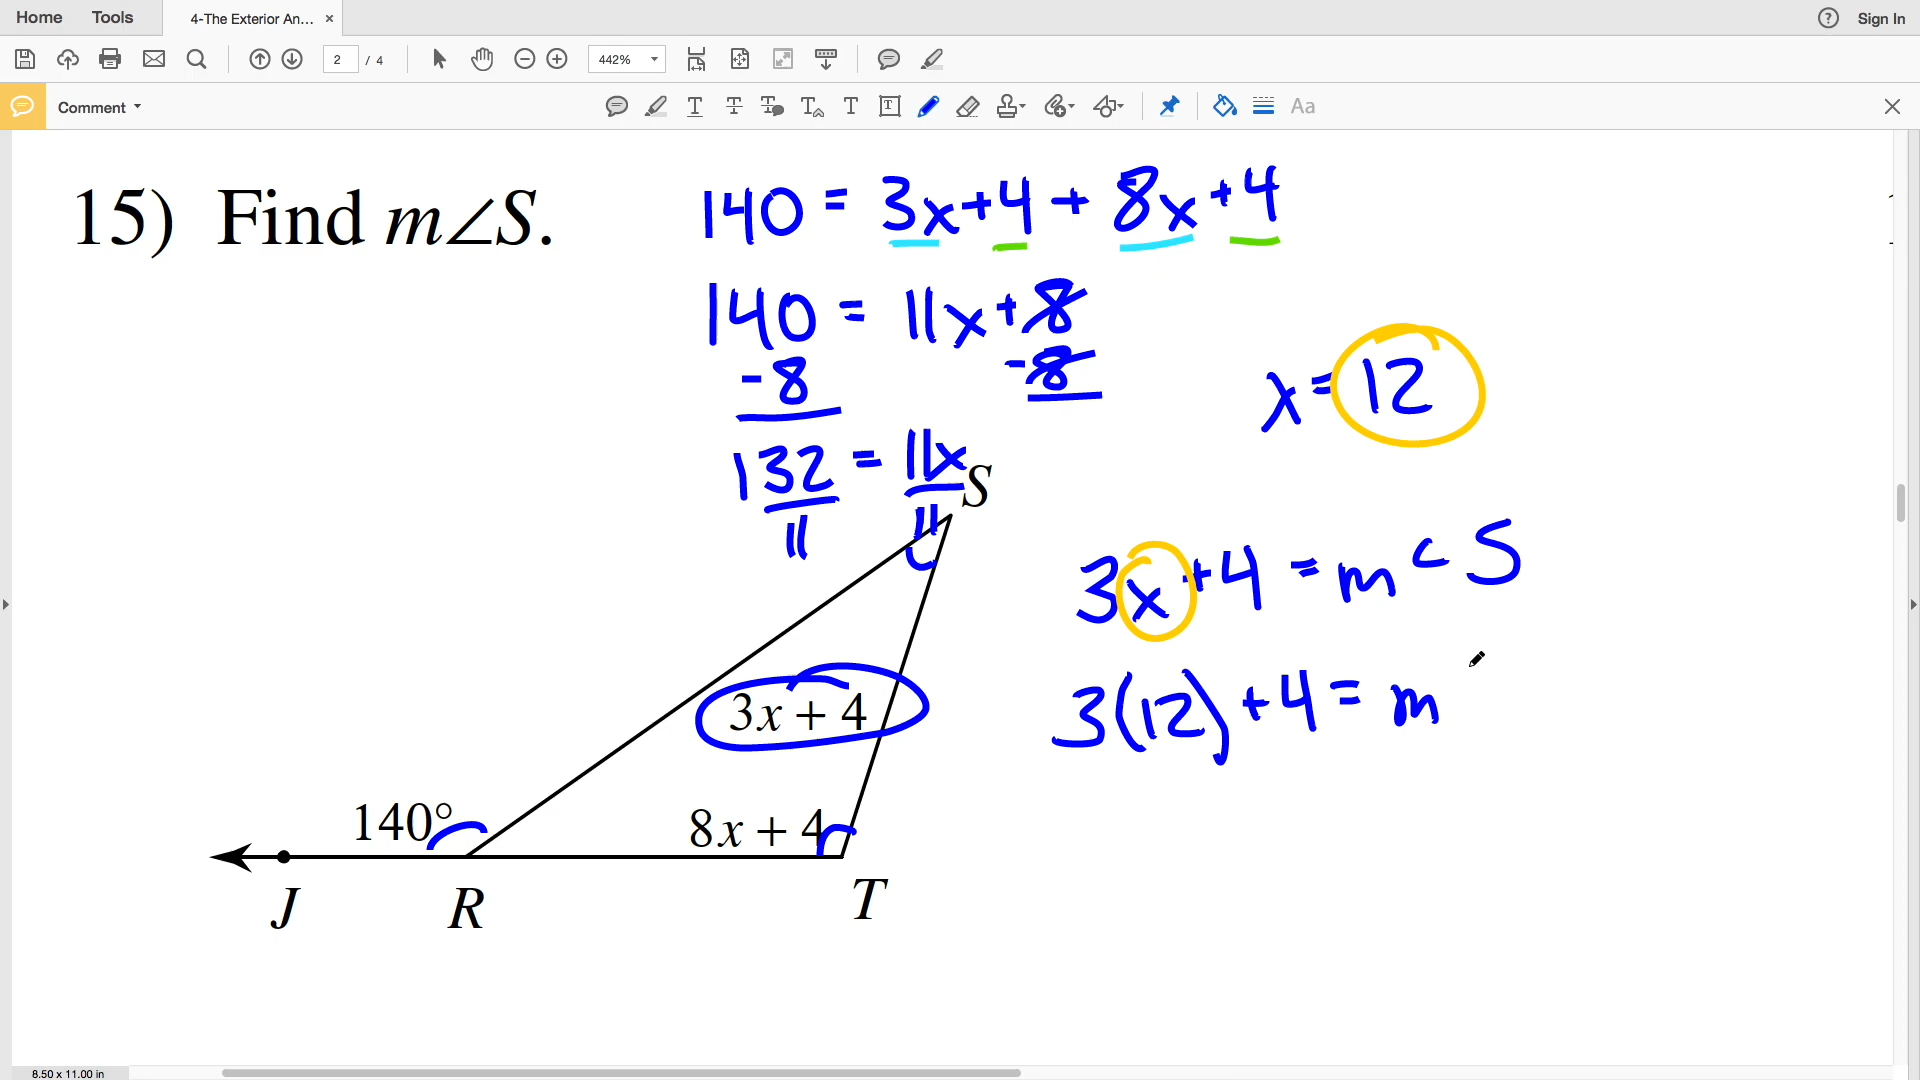 Home Tools 4-The Exterior An... × ? Sign In
2 / 4 442%
Comment Aa
15) Find m∠S.
140 = 3x+4 + 8x+4
140 = 11x+8
-8 -8
132 = 11x
11 11
x = 12
S
3x+4 = m < S
3(12)+4 = m
3x + 4
140°
8x + 4
J R T
8.50 x 11.00 in